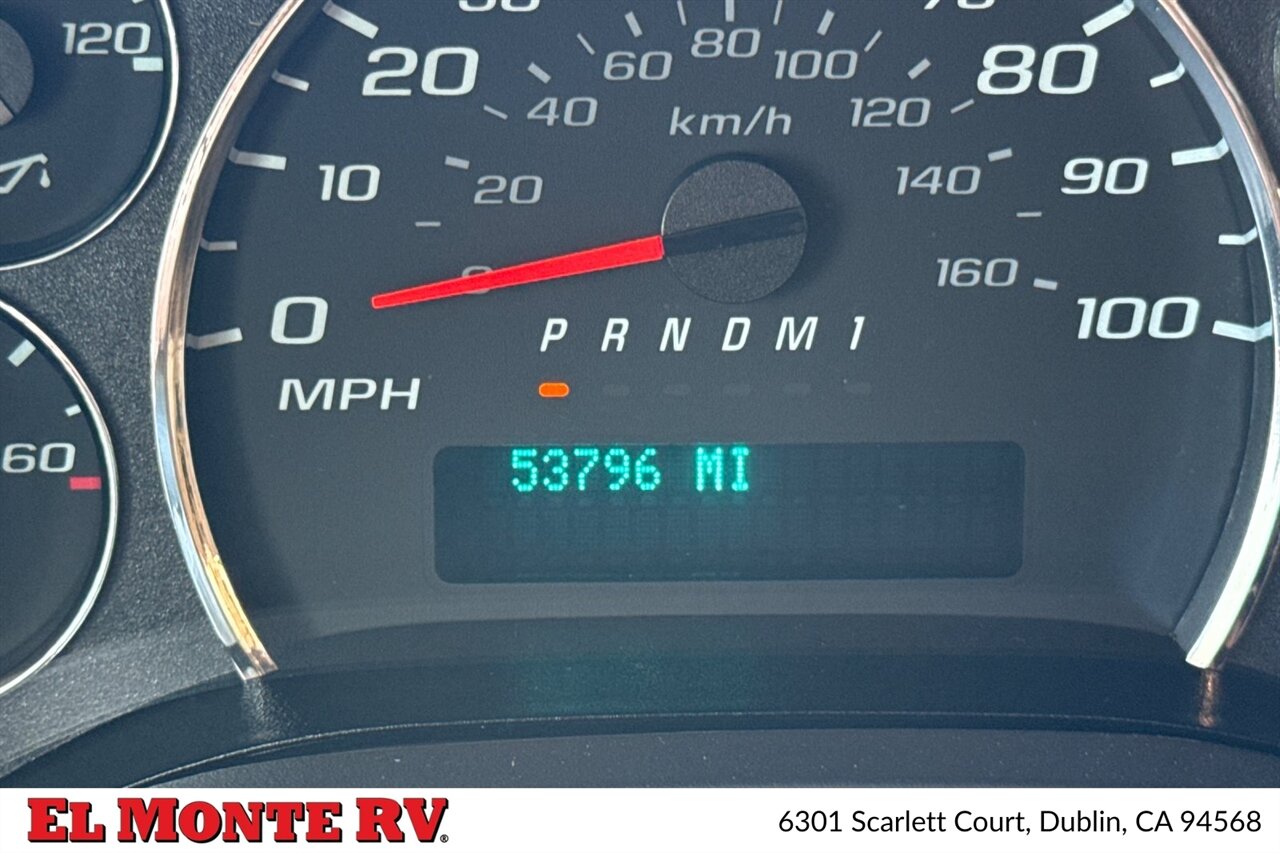 120
60 80 100
20 80
40 120
km/h
10 20 140 90
0 160 100
P R N D M 1
MPH
60
53796 MI
EL MONTE RV®
6301 Scarlett Court, Dublin, CA 94568